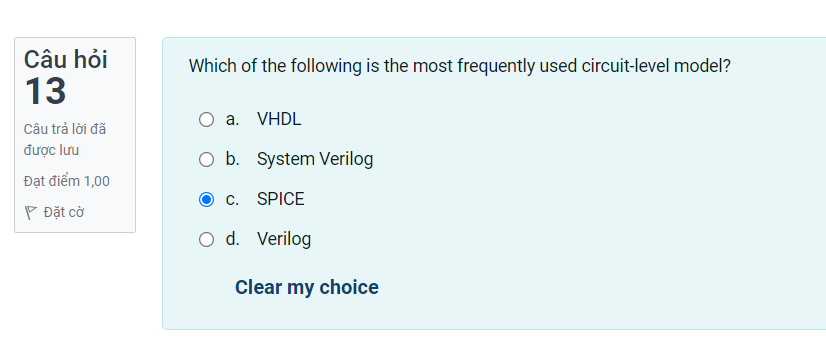 Câu hỏi
13
Câu trả lời đã
được lưu
Đạt điểm 1,00
Đặt cờ
Which of the following is the most frequently used circuit-level model?
a. VHDL
b. System Verilog
c. SPICE
d. Verilog
Clear my choice